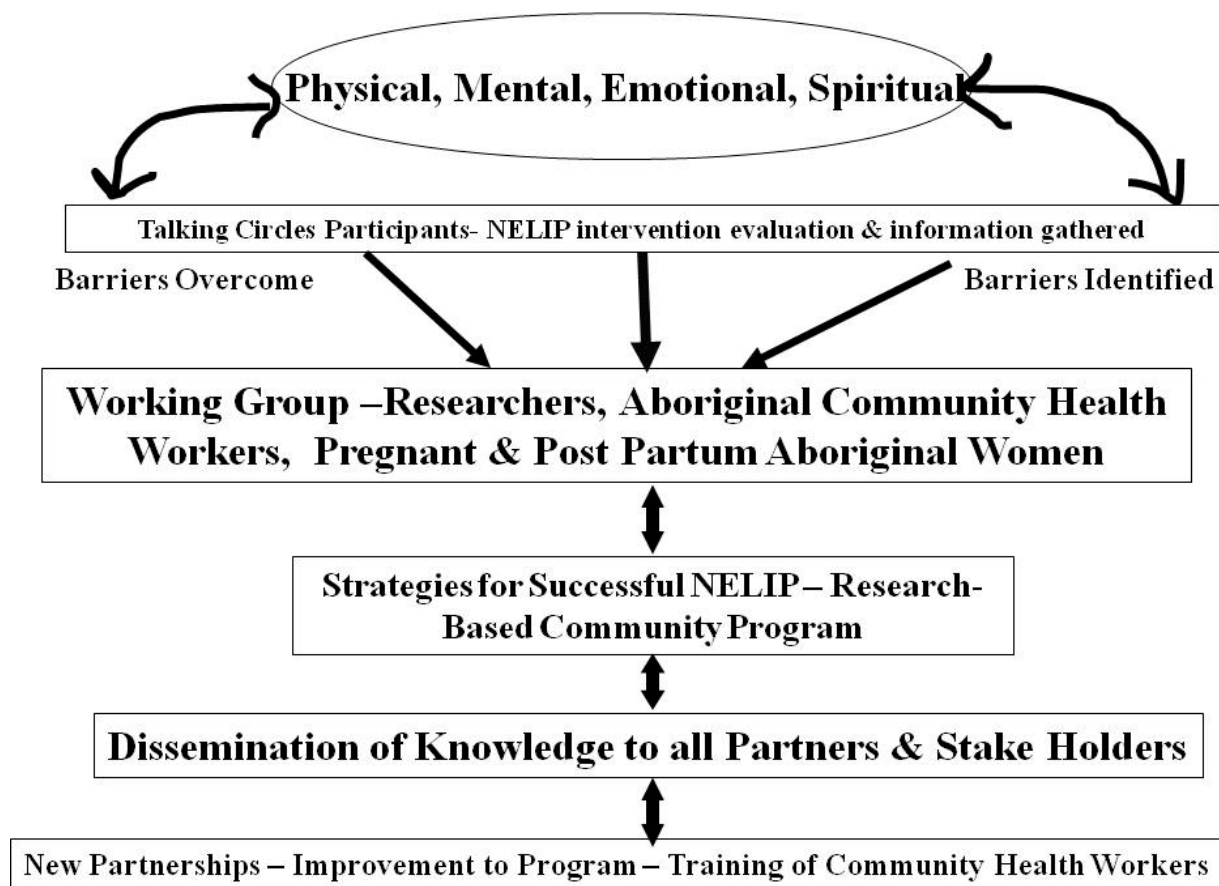 Physical, Mental, Emotional, Spiritual
Talking Circles Participants- NELIP intervention evaluation & information gathered
Barriers Overcome
Barriers Identified
Working Group –Researchers, Aboriginal Community Health
Workers, Pregnant & Post Partum Aboriginal Women
Strategies for Successful NELIP – Research-
Based Community Program
Dissemination of Knowledge to all Partners & Stake Holders
New Partnerships – Improvement to Program – Training of Community Health Workers